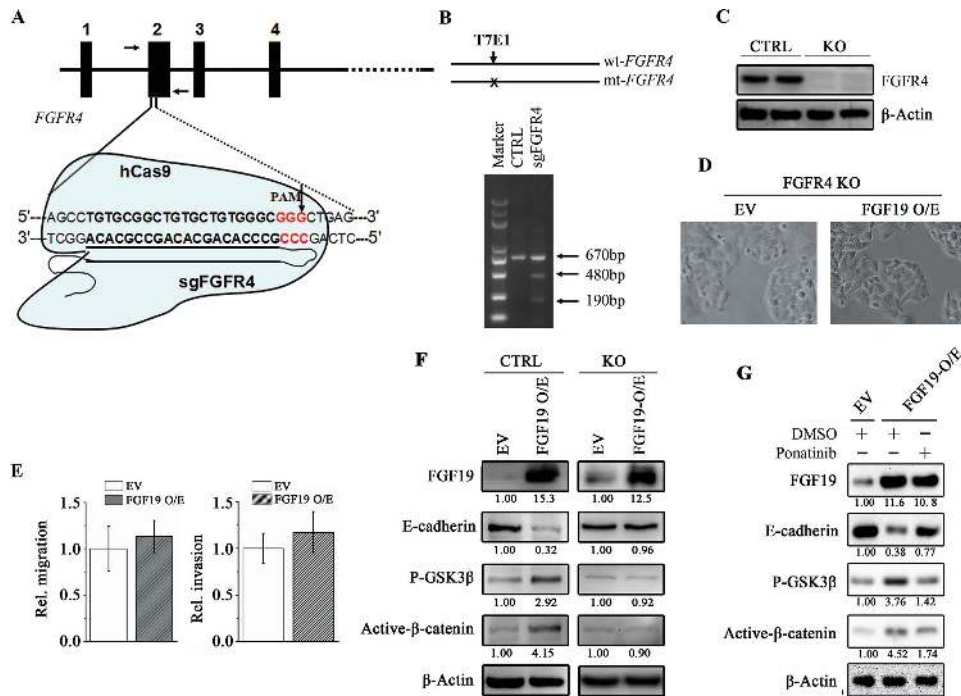 A
1 2 3 4
FGFR4
hCas9
PAM
5'---AGCCTGTGCGGCTGTGCTGTGGGCGGGCTGAG---3'
3'---TCGGACACGCCGACACGACACCCGCCCGACTC---5'
sgFGFR4
B
T7E1
wt-FGFR4
mt-FGFR4
X
Marker CTRL sgFGFR4
670bp
480bp
190bp
C
CTRL KO
FGFR4
β-Actin
D
FGFR4 KO
EV FGF19 O/E
E
EV
FGF19 O/E
Rel. migration
1.5
1.0
0.5
0.0
EV
FGF19 O/E
Rel. invasion
1.5
1.0
0.5
0.0
F
CTRL KO
EV FGF19 O/E EV FGF19-O/E
FGF19
1.00 15.3 1.00 12.5
E-cadherin
1.00 0.32 1.00 0.96
P-GSK3β
1.00 2.92 1.00 0.92
Active-β-catenin
1.00 4.15 1.00 0.90
β-Actin
G
EV FGF19-O/E
DMSO + + −
Ponatinib − − +
FGF19
1.00 11.6 10.8
E-cadherin
1.00 0.38 0.77
P-GSK3β
1.00 3.76 1.42
Active-β-catenin
1.00 4.52 1.74
β-Actin